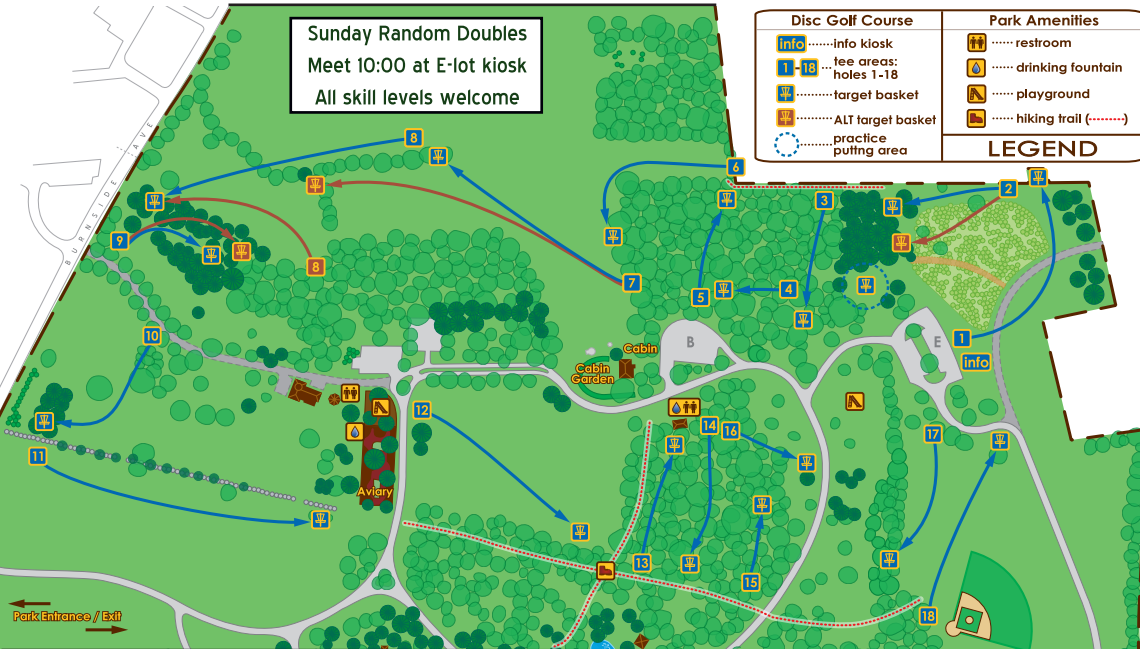 Sunday Random Doubles
Meet 10:00 at E-lot kiosk
All skill levels welcome
Disc Golf Course
info info kiosk
1 - 18 tee areas:
holes 1-18
target basket
ALT target basket
practice
puttng area
Park Amenities
restroom
drinking fountain
playground
hiking trail ( )
LEGEND
BURNSIDE AVE
8
6
2
3
9
8
7
5
4
10
B
E
1
info
Cabin
Cabin
Garden
12
14
16
17
11
Aviary
13
15
18
Park Entrance / Exit